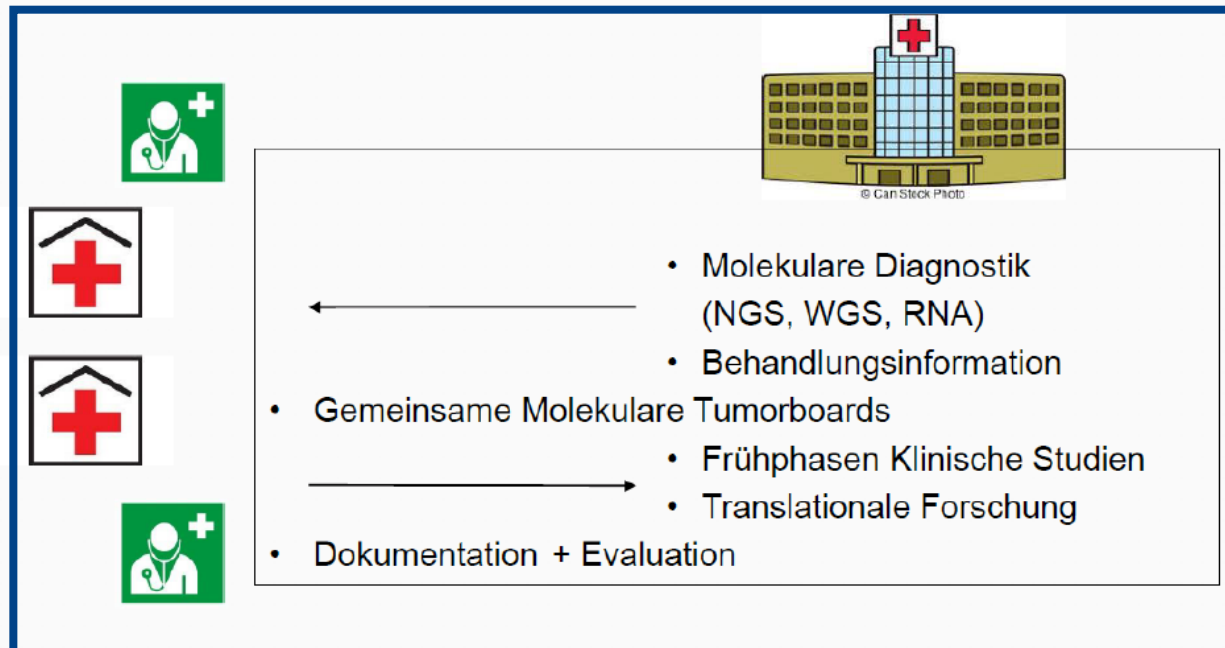 © Can Stock Photo
• Molekulare Diagnostik
(NGS, WGS, RNA)
• Behandlungsinformation
• Gemeinsame Molekulare Tumorboards
• Frühphasen Klinische Studien
• Translationale Forschung
• Dokumentation + Evaluation